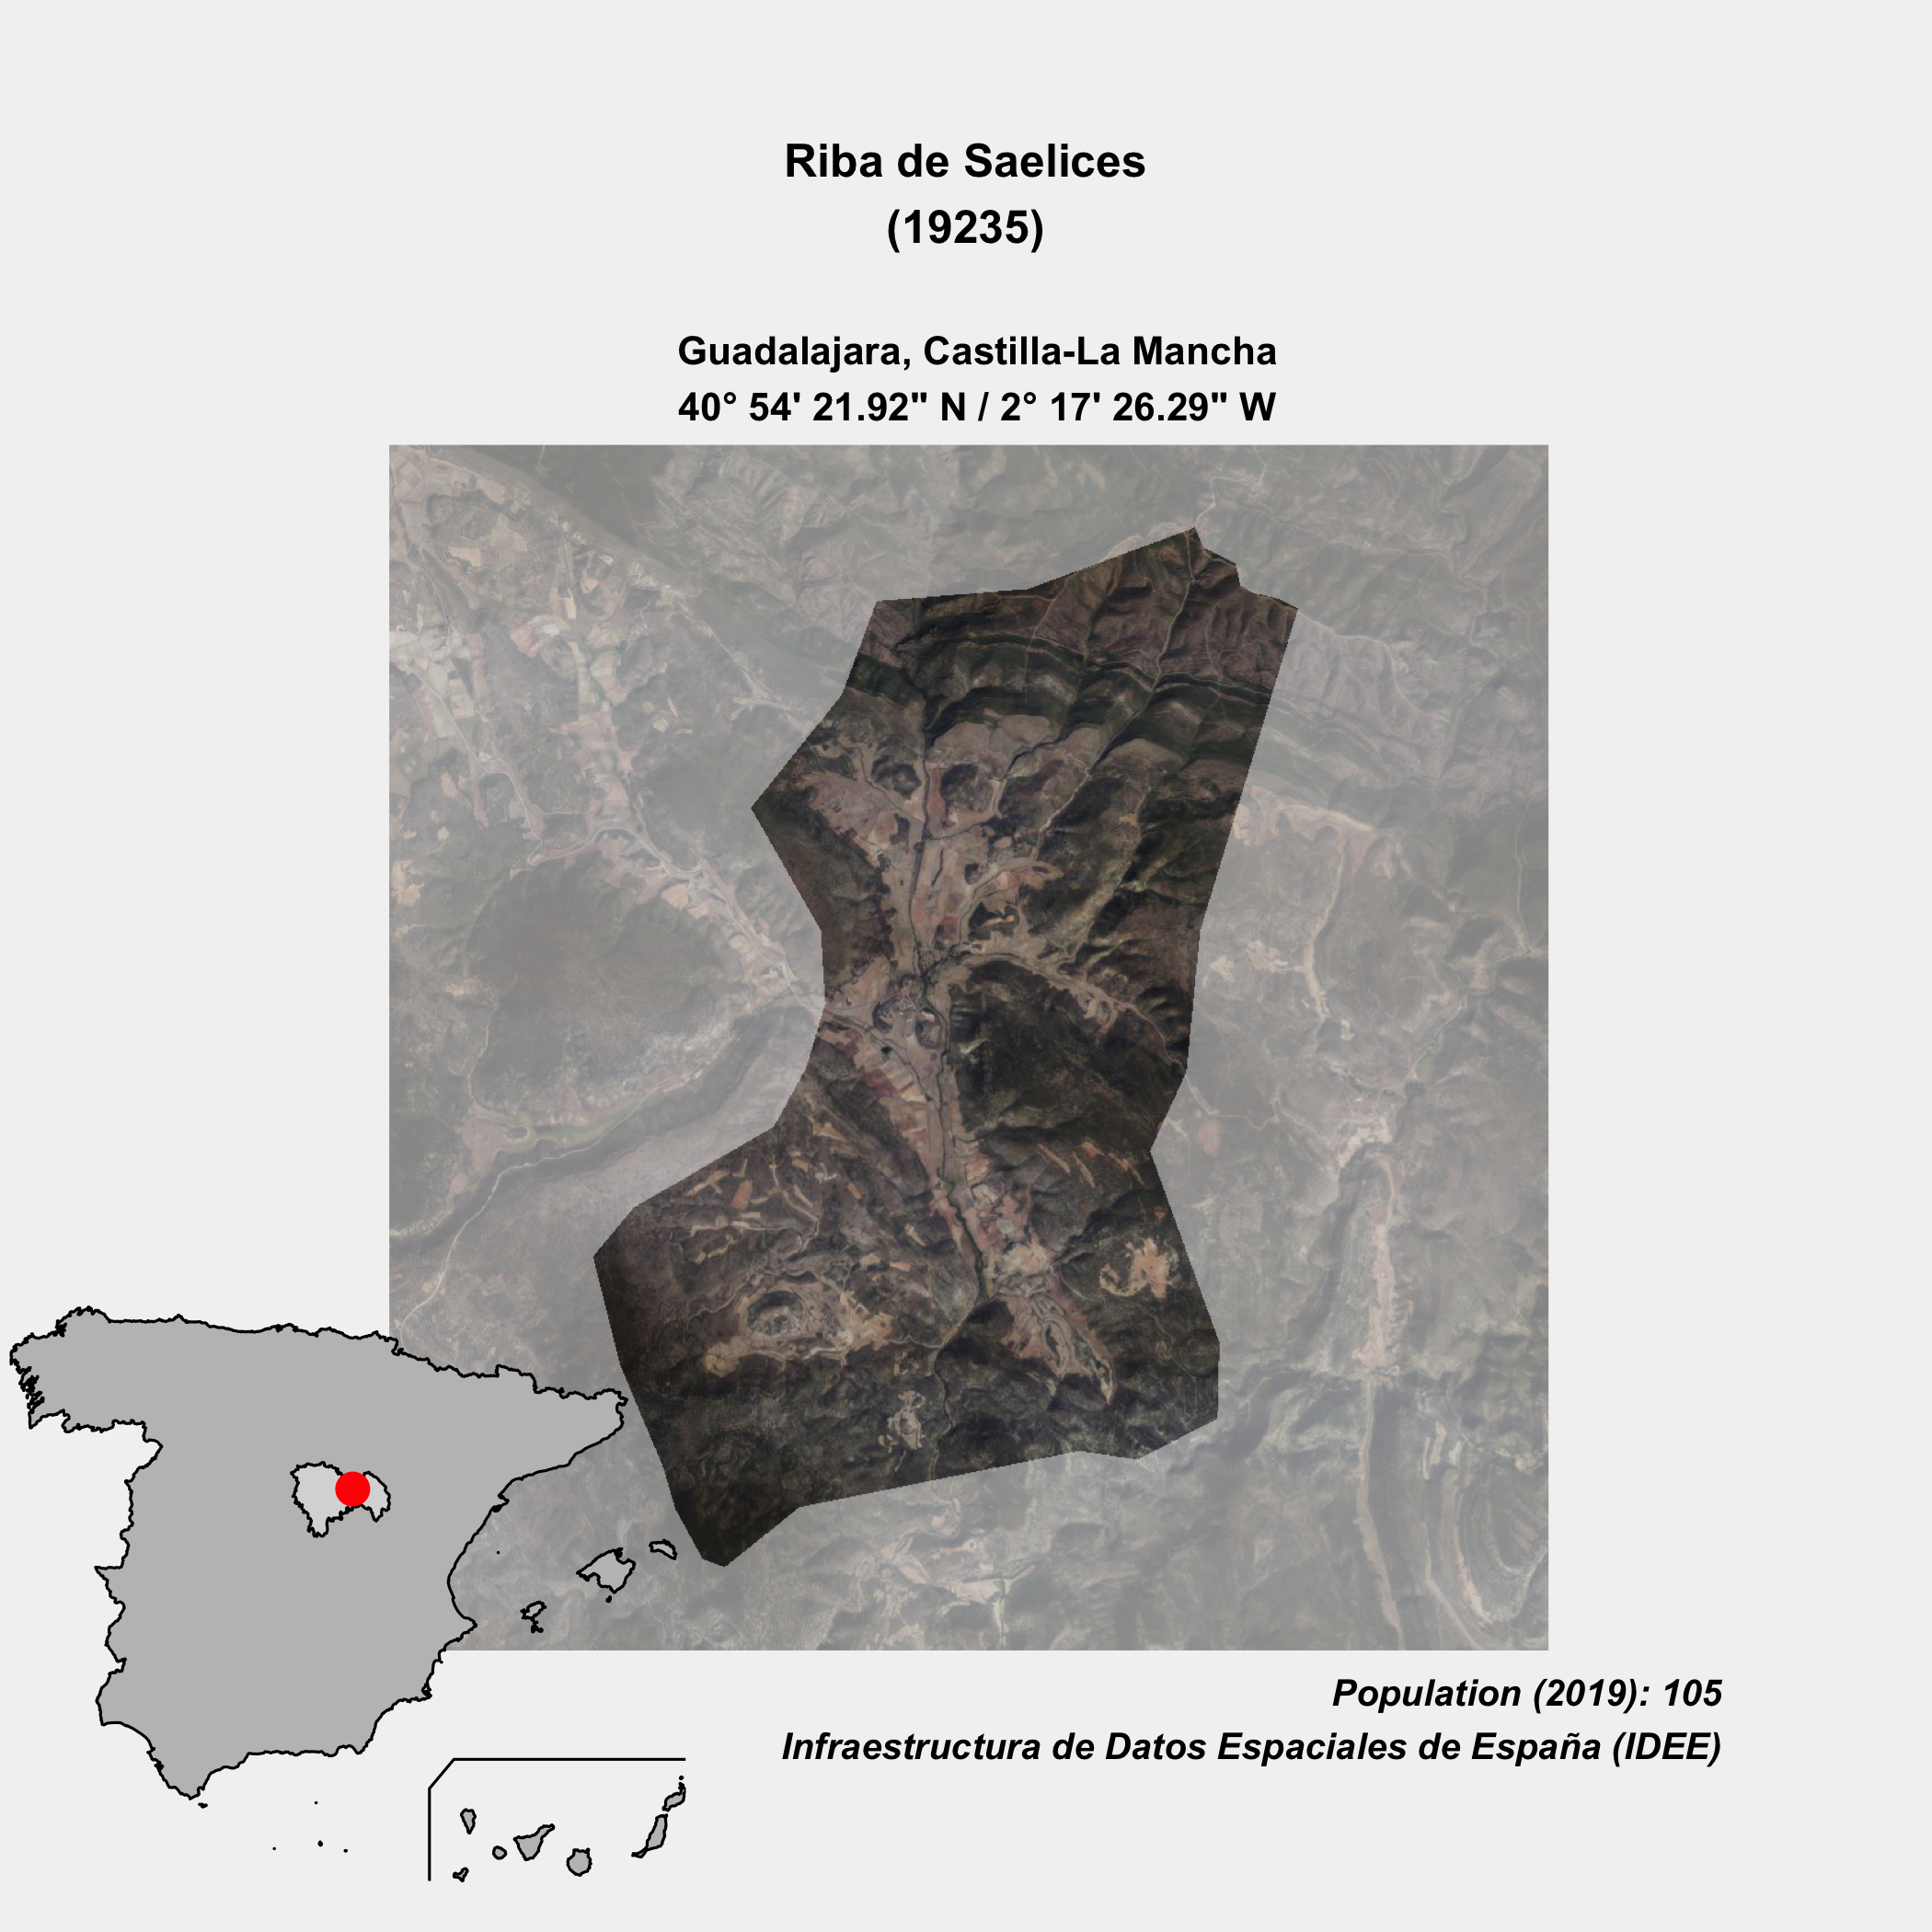 Riba de Saelices
(19235)
Guadalajara, Castilla-La Mancha
40° 54' 21.92" N / 2° 17' 26.29" W
Population (2019): 105
Infraestructura de Datos Espaciales de España (IDEE)